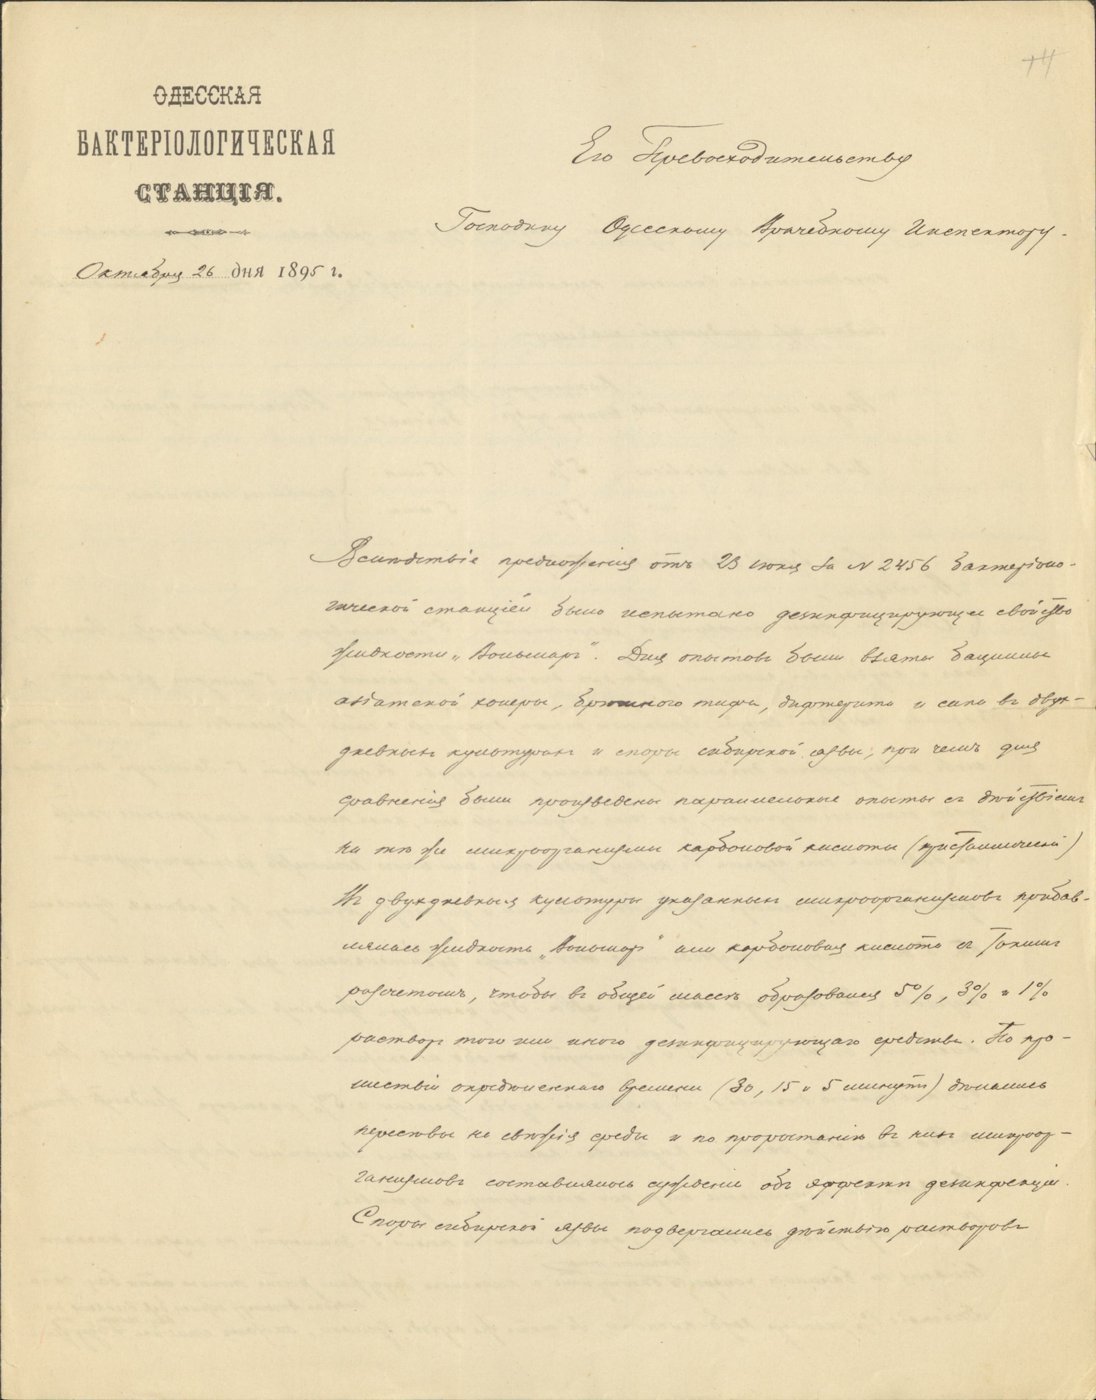 14
ОДЕССКАЯ
БАКТЕРІОЛОГИЧЕСКАЯ
СТАНЦІЯ.
Октября 26 дня 1895 г.
Его Превосходительству
Господину Одесскому Врачебному Инспектору.
Вслѣдствіе предложенія отъ 23 іюня за N 2456 бактеріоло-
гической станціей было испытано дезинфицирующее свойство
жидкости „Вольмаръ“. Для опытовъ были взяты бациллы
азіатской холеры, брюшного тифа, дифтерита и сапа въ двух-
дневныхъ культурахъ и споры сибирской язвы, при чемъ для
сравненія были произведены параллельные опыты съ дѣйствіемъ
на тѣ же микроорганизмы карболовой кислоты (кристаллической)
Къ двухдневнымъ культурамъ указанныхъ микроорганизмовъ прибав-
лялась жидкость „Вольмаръ“ или карболовая кислота съ такимъ
разсчетомъ, чтобы въ общей массѣ образовался 5%, 3% и 1%
растворъ того или иного дезинфицирующаго средства. По про-
шествіи опредѣленнаго времени (30, 15 и 5 минутъ) дѣлались
пересѣвы на свѣжія среды и по проростанію въ нихъ микроор-
ганизмовъ составлялось сужденіе объ эффектѣ дезинфекціи.
Споры сибирской язвы подвергались дѣйствію растворовъ